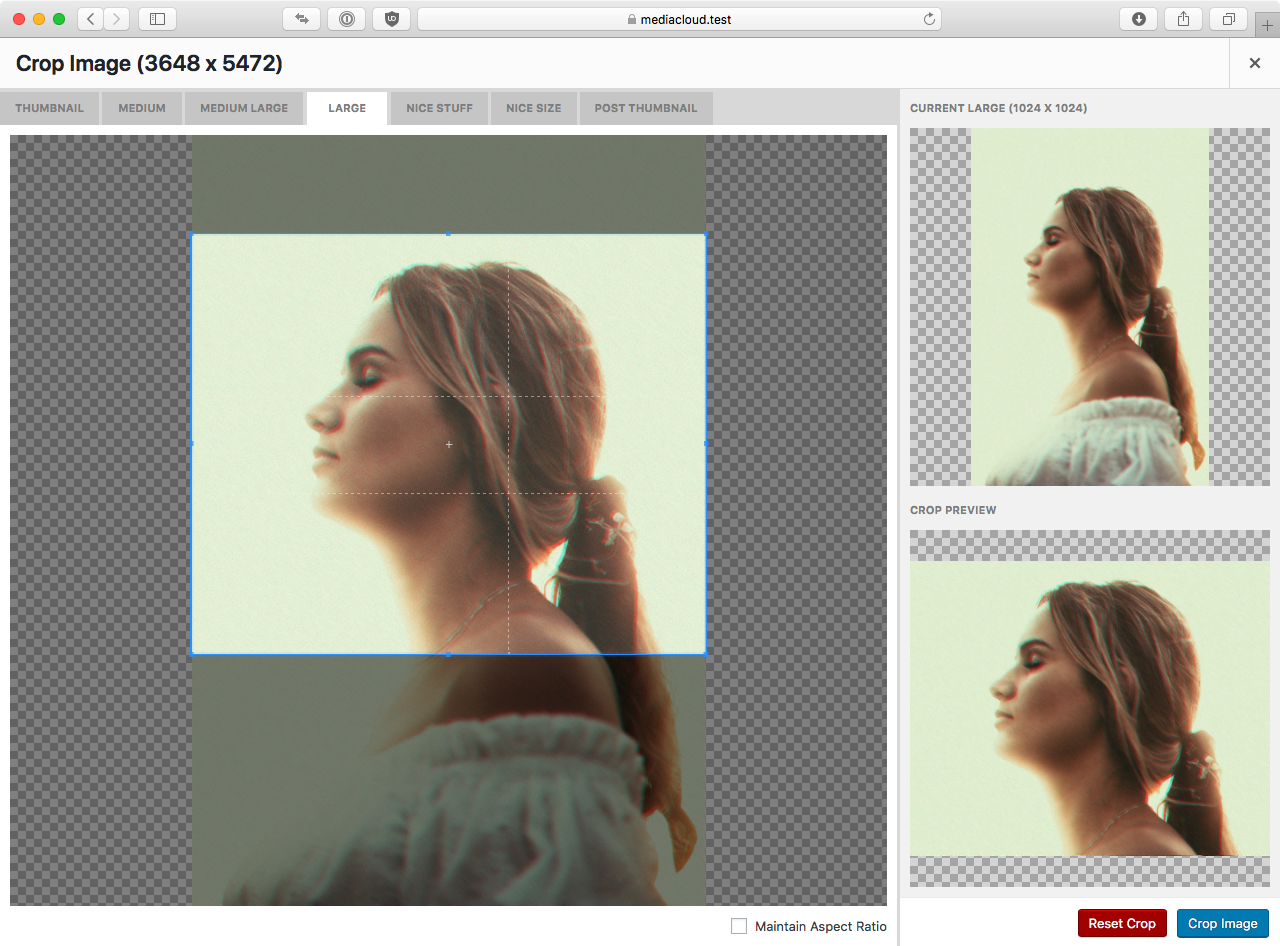 mediacloud.test
Crop Image (3648 x 5472)
THUMBNAIL
MEDIUM
MEDIUM LARGE
LARGE
NICE STUFF
NICE SIZE
POST THUMBNAIL
CURRENT LARGE (1024 X 1024)
CROP PREVIEW
Maintain Aspect Ratio
Reset Crop
Crop Image